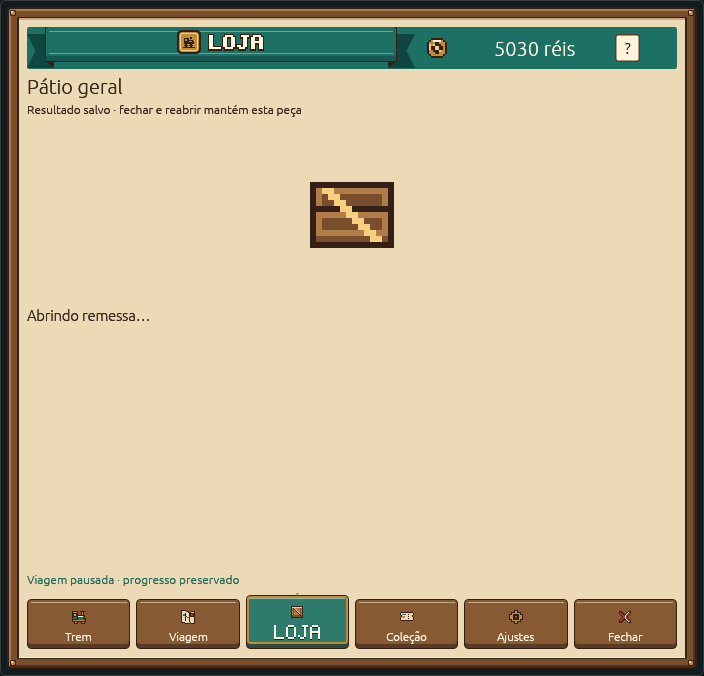 LOJA
5030 réis
?
Pátio geral
Resultado salvo · fechar e reabrir mantém esta peça
Abrindo remessa...
Viagem pausada · progresso preservado
Trem
Viagem
LOJA
Coleção
Ajustes
Fechar